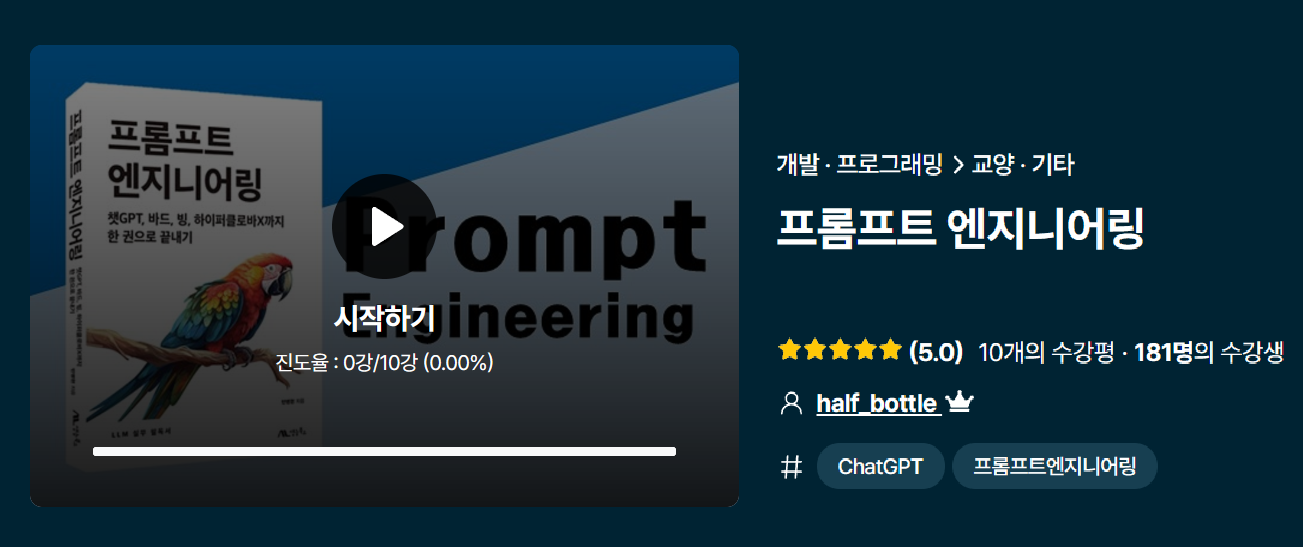 프롬프트
엔지니어링
챗GPT, 바드, 빙, 하이퍼클로바X까지
한 권으로 끝내기
프롬프트 엔지니어링
Prompt
Engineering
시작하기
진도율 : 0강/10강 (0.00%)
개발 · 프로그래밍 > 교양 · 기타
프롬프트 엔지니어링
(5.0) 10개의 수강평 · 181명의 수강생
half_bottle
# ChatGPT 프롬프트엔지니어링